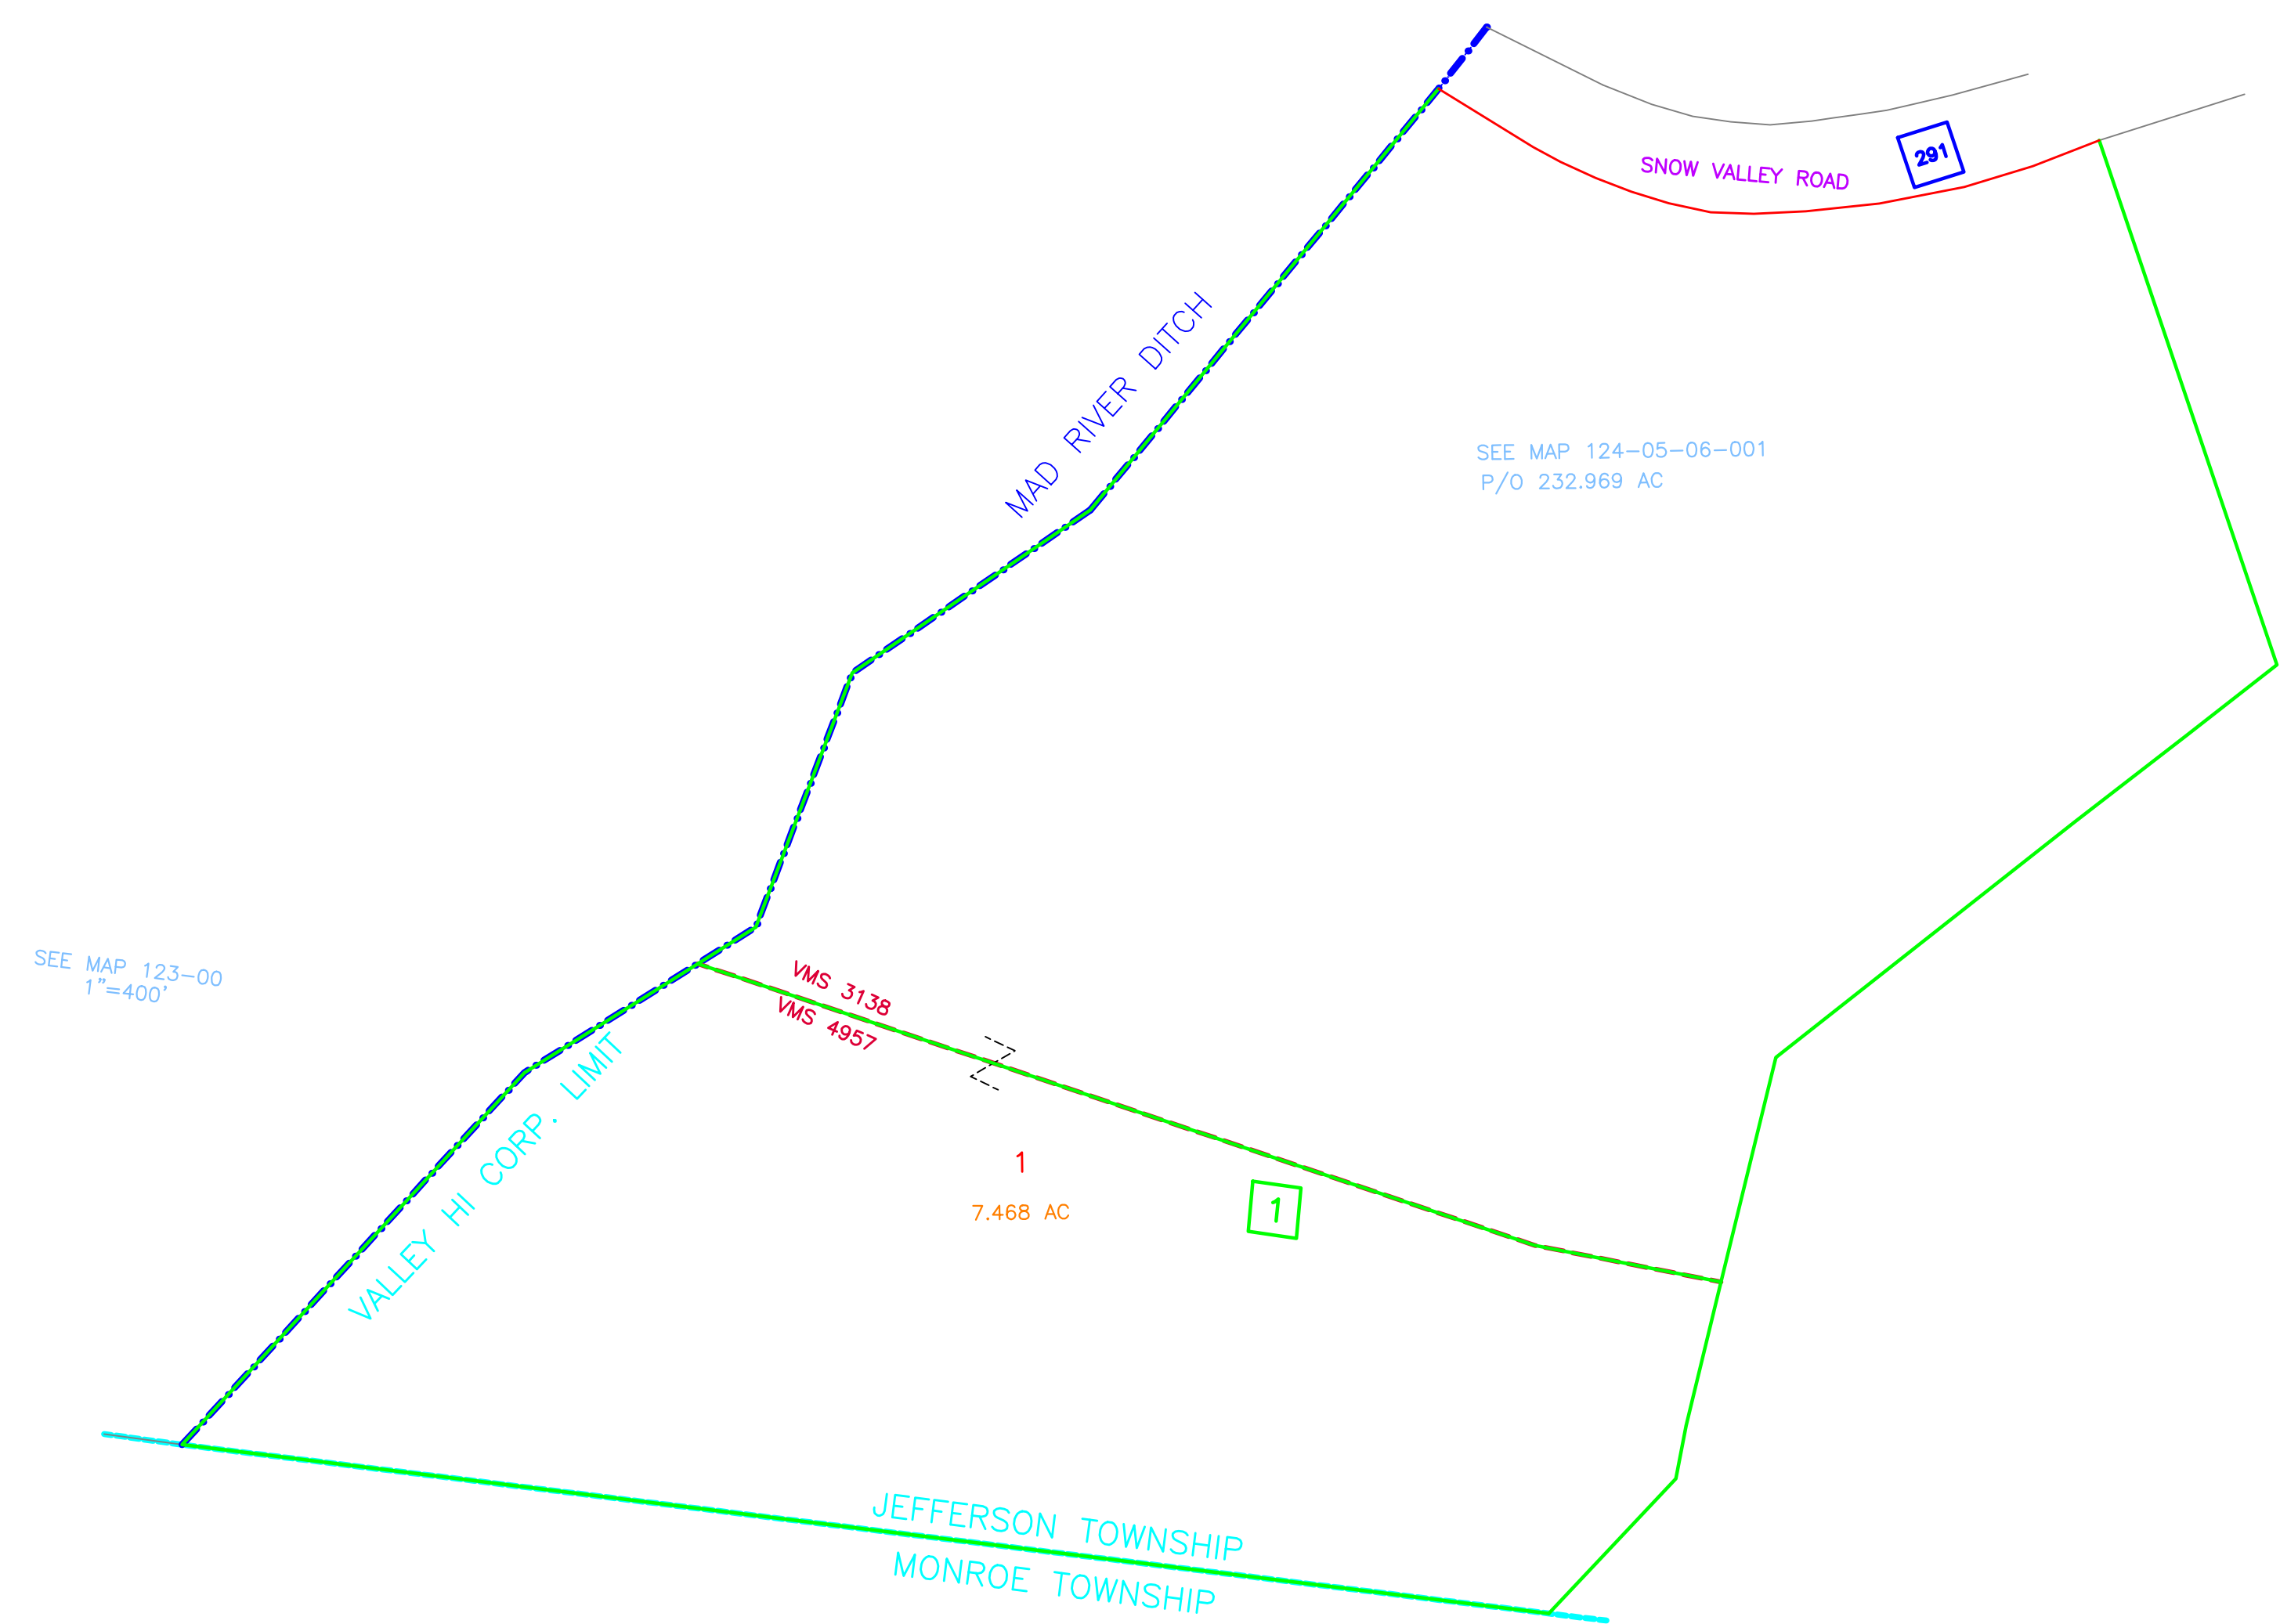 291
SNOW VALLEY ROAD
MAD RIVER DITCH
SEE MAP 124-05-06-001
P/O 232.969 AC
SEE MAP 123-00
1"=400'
VMS 3138
VMS 4957
VALLEY HI CORP. LIMIT
1
7.468 AC
1
JEFFERSON TOWNSHIP
MONROE TOWNSHIP